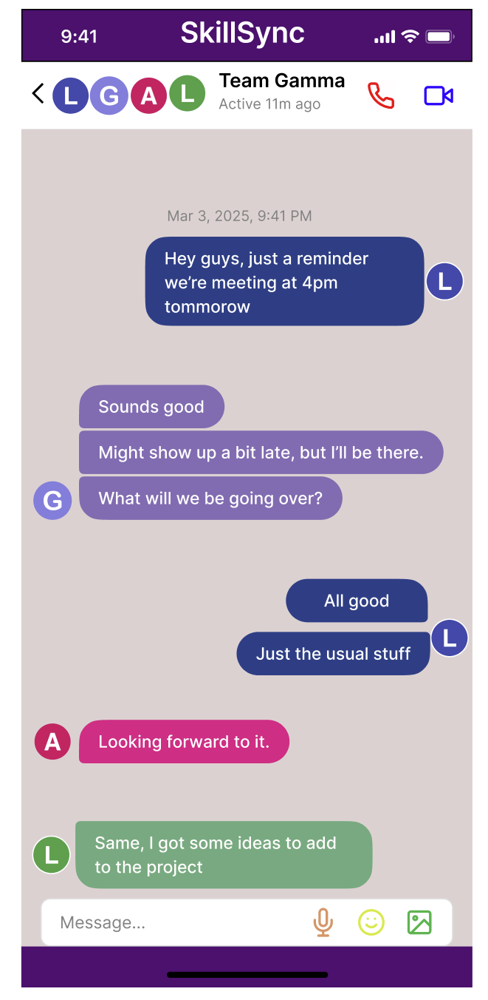 9:41
SkillSync
L G A L
Team Gamma
Active 11m ago
Mar 3, 2025, 9:41 PM
Hey guys, just a reminder
we’re meeting at 4pm
tommorow
L
Sounds good
Might show up a bit late, but I’ll be there.
What will we be going over?
G
All good
L
Just the usual stuff
A
Looking forward to it.
Same, I got some ideas to add
to the project
L
Message...